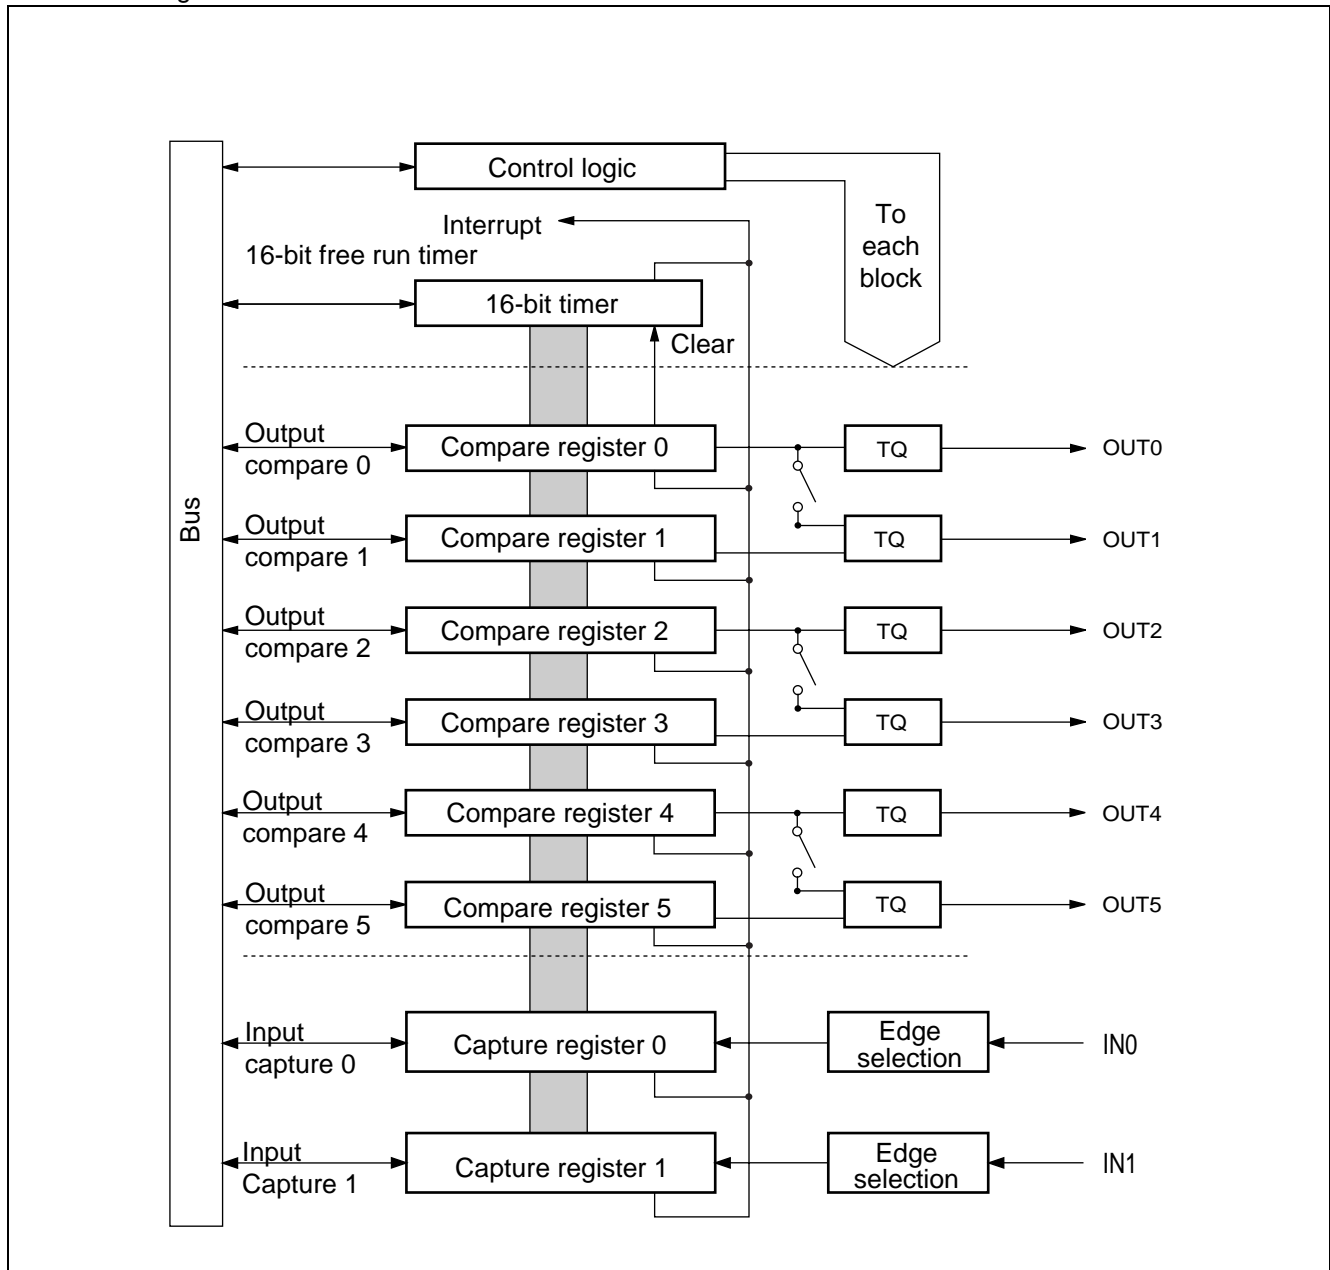 Control logic
To
each
block
Interrupt
16-bit free run timer
16-bit timer
Clear
Bus
Output
compare 0
Compare register 0
TQ
OUT0
Output
compare 1
Compare register 1
TQ
OUT1
Output
compare 2
Compare register 2
TQ
OUT2
Output
compare 3
Compare register 3
TQ
OUT3
Output
compare 4
Compare register 4
TQ
OUT4
Output
compare 5
Compare register 5
TQ
OUT5
Input
capture 0
Capture register 0
Edge
selection
IN0
Input
Capture 1
Capture register 1
Edge
selection
IN1